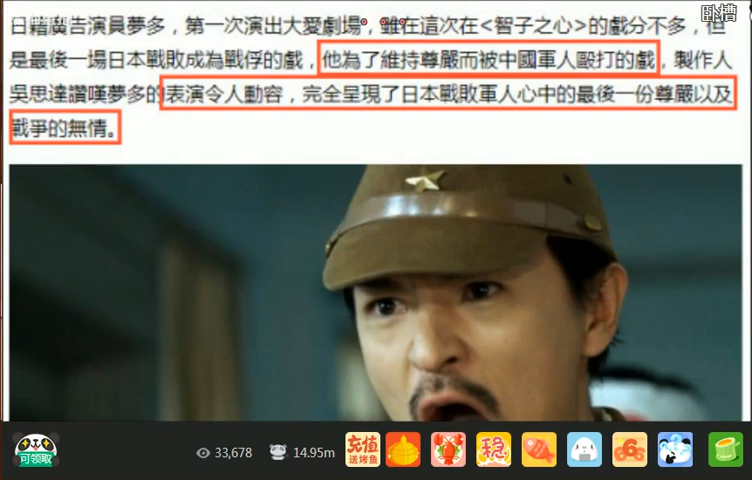 卧槽
日籍廣告演員夢多，第一次演出大愛劇場，雖在這次在<智子之心>的戲分不多，但
是最後一場日本戰敗成為戰俘的戲，他為了維持尊嚴而被中國軍人毆打的戲，製作人
吳思達讚嘆夢多的表演令人動容，完全呈現了日本戰敗軍人心中的最後一份尊嚴以及
戰爭的無情。
可领取
33,678
14.95m
充值
送烤鱼
稳
666